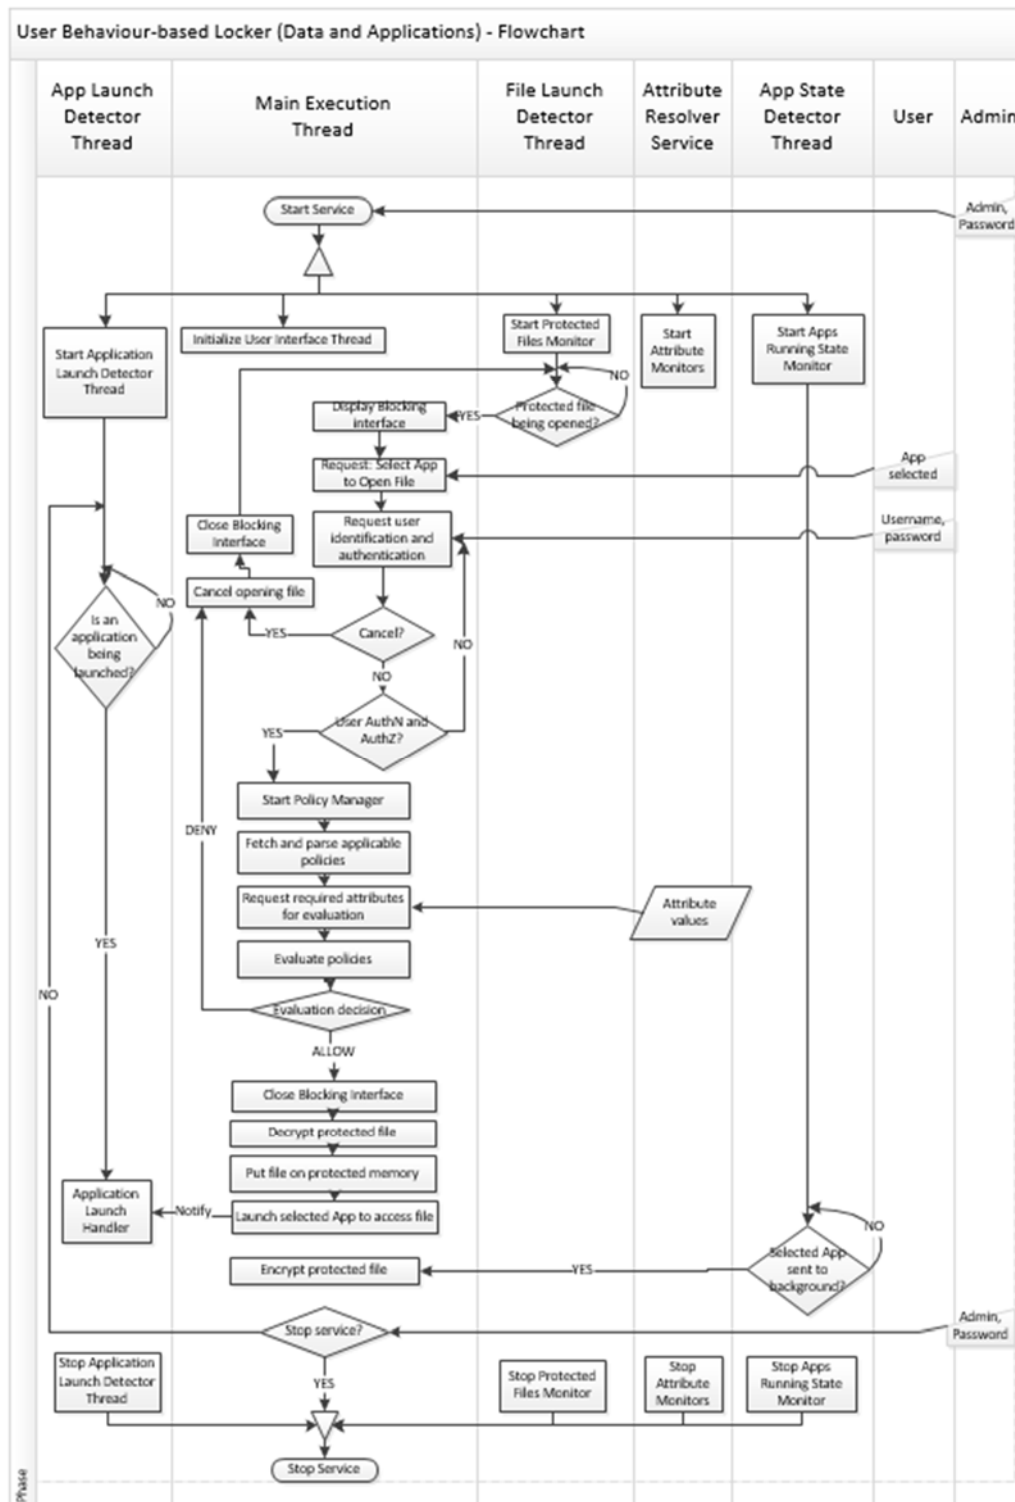 User Behaviour-based Locker (Data and Applications) - Flowchart
App Launch
Detector
Thread
Main Execution
Thread
File Launch
Detector
Thread
Attribute
Resolver
Service
App State
Detector
Thread
User
Admin
Start Service
Admin,
Password
Start Application
Launch Detector
Thread
Initialize User Interface Thread
Start Protected
Files Monitor
Start
Attribute
Monitors
Start Apps
Running State
Monitor
NO
Display Blocking
interface
YES
Protected file
being opened?
Request: Select App
to Open File
App
selected
Close Blocking
Interface
Request user
identification and
authentication
Username,
password
Cancel opening file
NO
Is an
application
being
launched?
YES
Cancel?
NO
NO
User AuthN and
AuthZ?
YES
Start Policy Manager
DENY
Fetch and parse applicable
policies
Request required attributes
for evaluation
Attribute
values
YES
Evaluate policies
NO
Evaluation decision
ALLOW
Close Blocking Interface
Decrypt protected file
Put file on protected memory
Application
Launch
Handler
Notify
Launch selected App to access file
NO
Encrypt protected file
YES
Selected App
sent to
background?
Stop service?
Admin,
Password
YES
Stop Application
Launch Detector
Thread
Stop Protected
Files Monitor
Stop
Attribute
Monitors
Stop Apps
Running State
Monitor
Stop Service
Phase